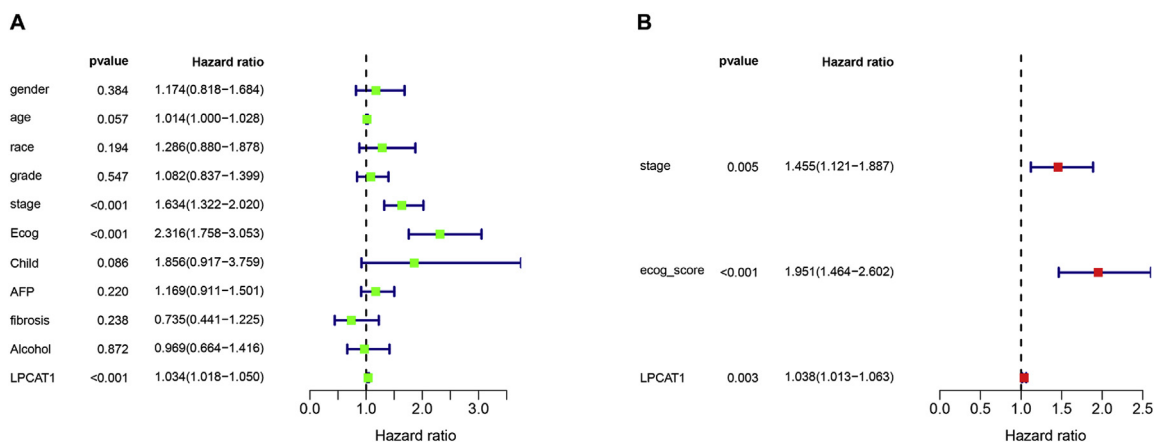 A
pvalue Hazard ratio
gender 0.384 1.174(0.818−1.684)
age 0.057 1.014(1.000−1.028)
race 0.194 1.286(0.880−1.878)
grade 0.547 1.082(0.837−1.399)
stage <0.001 1.634(1.322−2.020)
Ecog <0.001 2.316(1.758−3.053)
Child 0.086 1.856(0.917−3.759)
AFP 0.220 1.169(0.911−1.501)
fibrosis 0.238 0.735(0.441−1.225)
Alcohol 0.872 0.969(0.664−1.416)
LPCAT1 <0.001 1.034(1.018−1.050)
0.0 1.0 2.0 3.0
Hazard ratio
B
pvalue Hazard ratio
stage 0.005 1.455(1.121−1.887)
ecog_score <0.001 1.951(1.464−2.602)
LPCAT1 0.003 1.038(1.013−1.063)
0.0 0.5 1.0 1.5 2.0 2.5
Hazard ratio